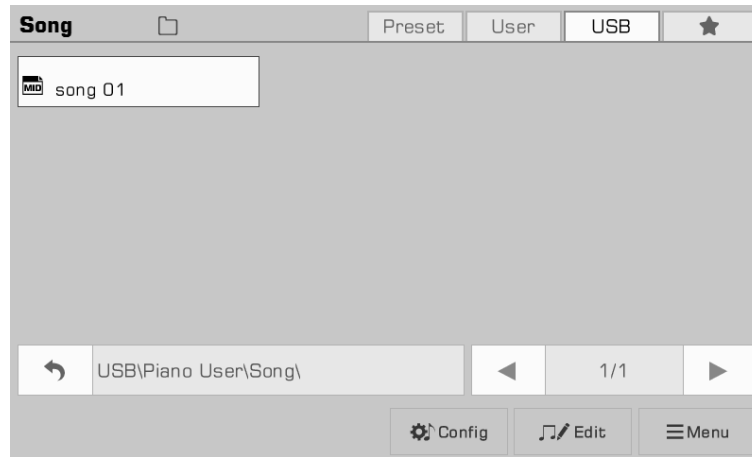 Song Preset User USB
MID song 01
USB\Piano User\Song\ 1/1
Config Edit Menu